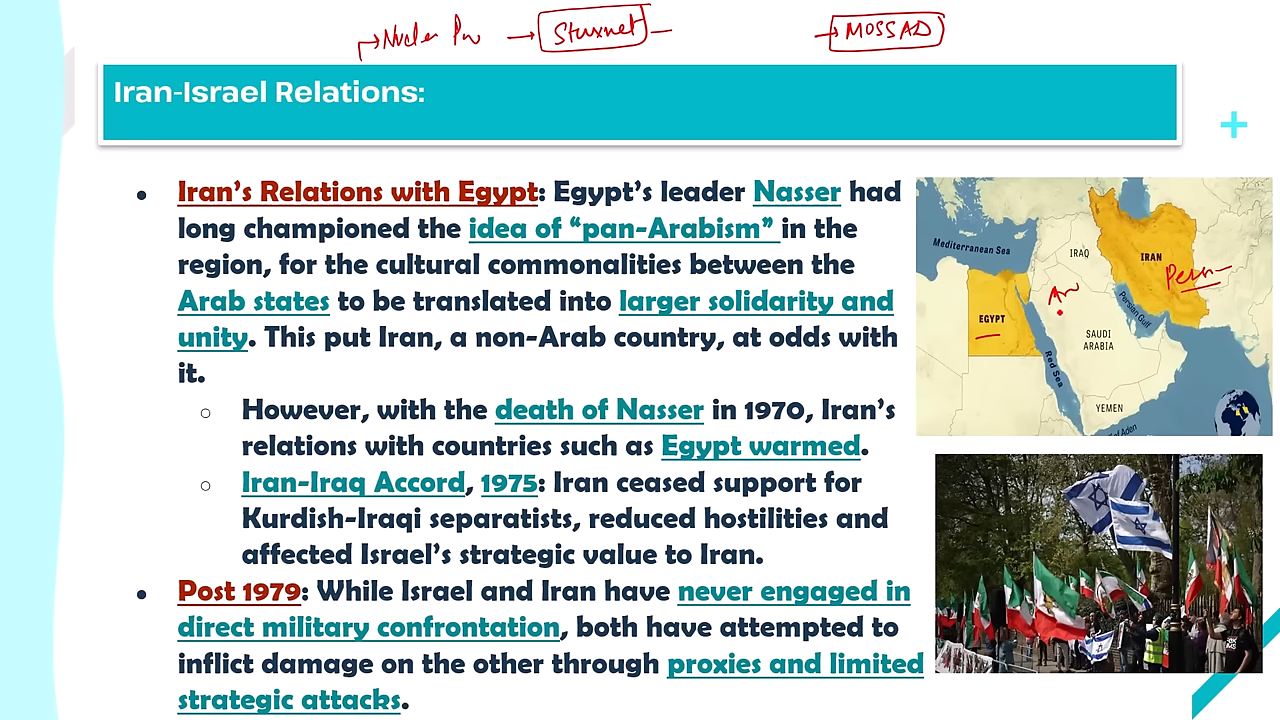 Nuclear Pw → Stuxnet → MOSSAD
Iran-Israel Relations:
● Iran's Relations with Egypt: Egypt's leader Nasser had
long championed the idea of “pan-Arabism” in the
region, for the cultural commonalities between the
Arab states to be translated into larger solidarity and
unity. This put Iran, a non-Arab country, at odds with
it.
○ However, with the death of Nasser in 1970, Iran's
relations with countries such as Egypt warmed.
○ Iran-Iraq Accord, 1975: Iran ceased support for
Kurdish-Iraqi separatists, reduced hostilities and
affected Israel's strategic value to Iran.
● Post 1979: While Israel and Iran have never engaged in
direct military confrontation, both have attempted to
inflict damage on the other through proxies and limited
strategic attacks.
Mediterranean Sea
IRAQ
IRAN
Persian Gulf
EGYPT
SAUDI
ARABIA
Red Sea
YEMEN
of Aden